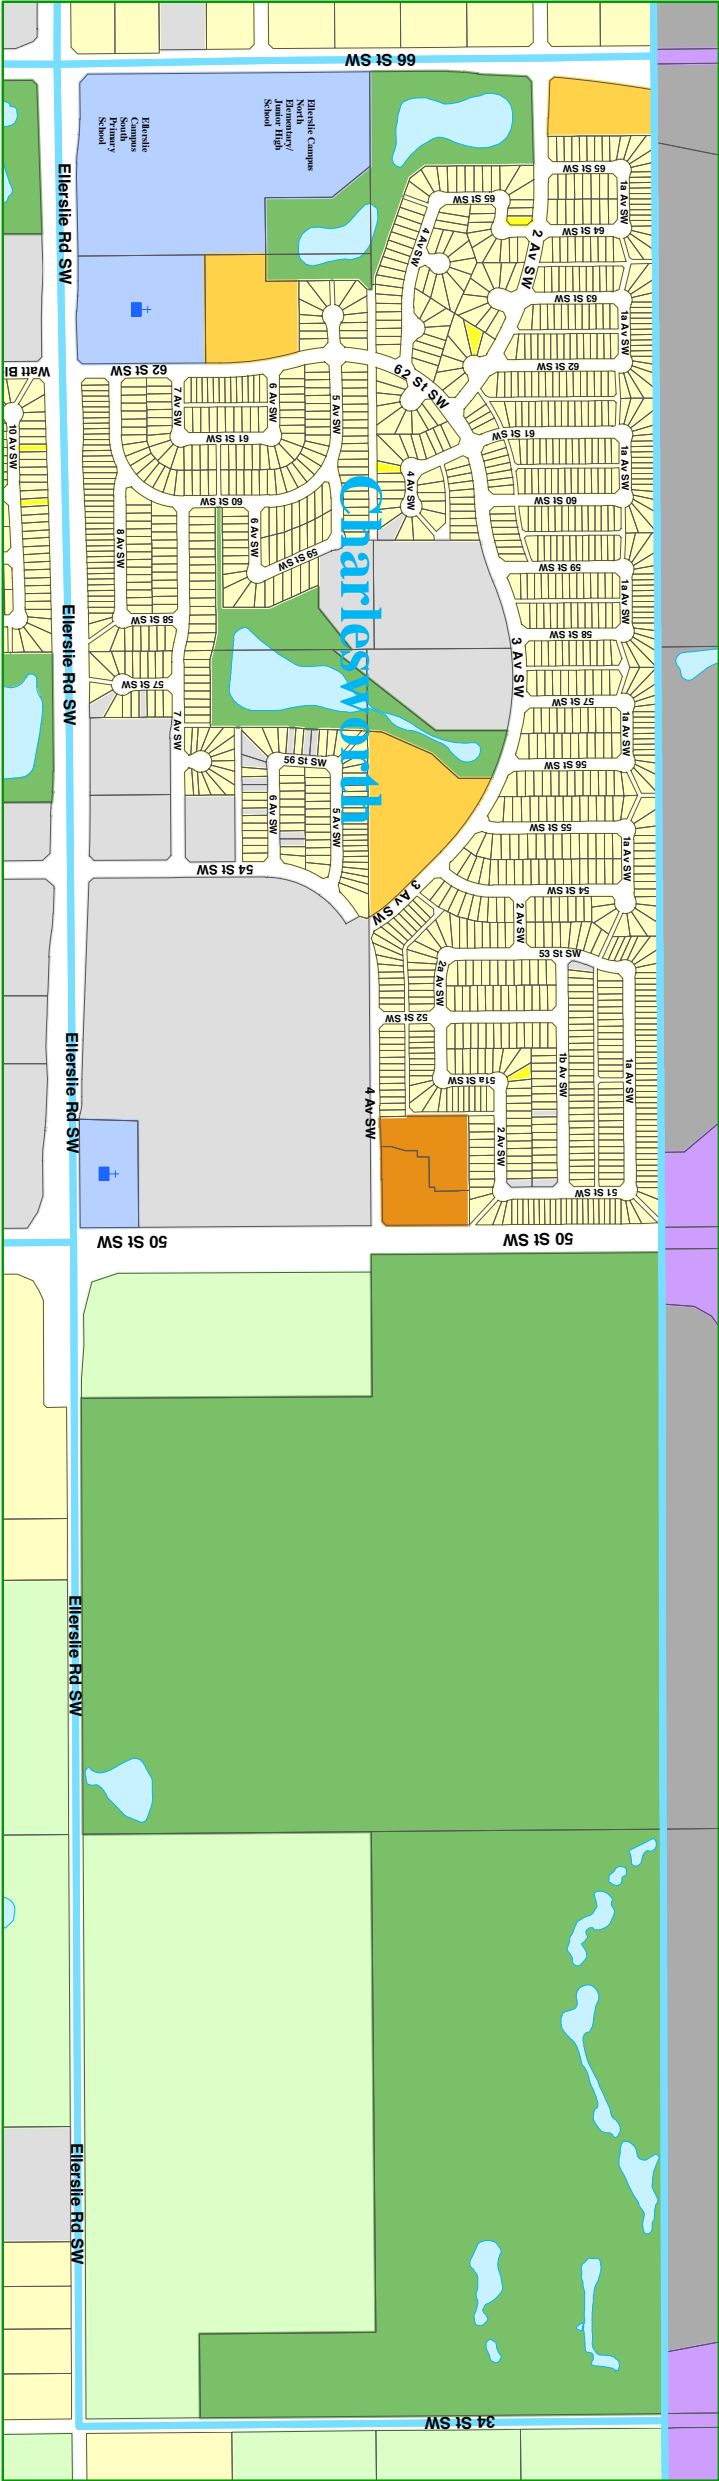 66 St SW
Ellerslie Campus
North
Elementary/
Junior High
School
Ellerslie
Campus
South
Primary
School
Ellerslie Rd SW
65 St SW
1a Av SW
65 St SW
64 St SW
4 Av SW
2 Av SW
63 St SW
1a Av SW
Watt Bl
62 St SW
62 St SW
62 St SW
7 Av SW
6 Av SW
5 Av SW
10 Av SW
61 St SW
61 St SW
1a Av SW
4 Av SW
60 St SW
60 St SW
8 Av SW
6 Av SW
59 St SW
59 St SW
Charlesworth
1a Av SW
58 St SW
58 St SW
Ellerslie Rd SW
3 Av SW
57 St SW
57 St SW
7 Av SW
1a Av SW
56 St SW
56 St SW
6 Av SW
5 Av SW
55 St SW
1a Av SW
54 St SW
54 St SW
3 Av SW
2 Av SW
53 St SW
2a Av SW
52 St SW
Ellerslie Rd SW
51a St SW
1b Av SW
1a Av SW
4 Av SW
2 Av SW
51 St SW
50 St SW
50 St SW
Ellerslie Rd SW
Ellerslie Rd SW
34 St SW